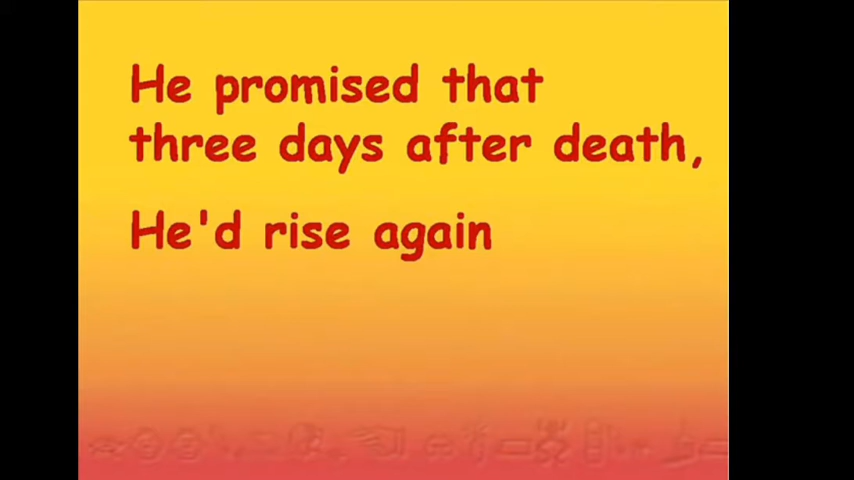 He promised that
three days after death,
He'd rise again